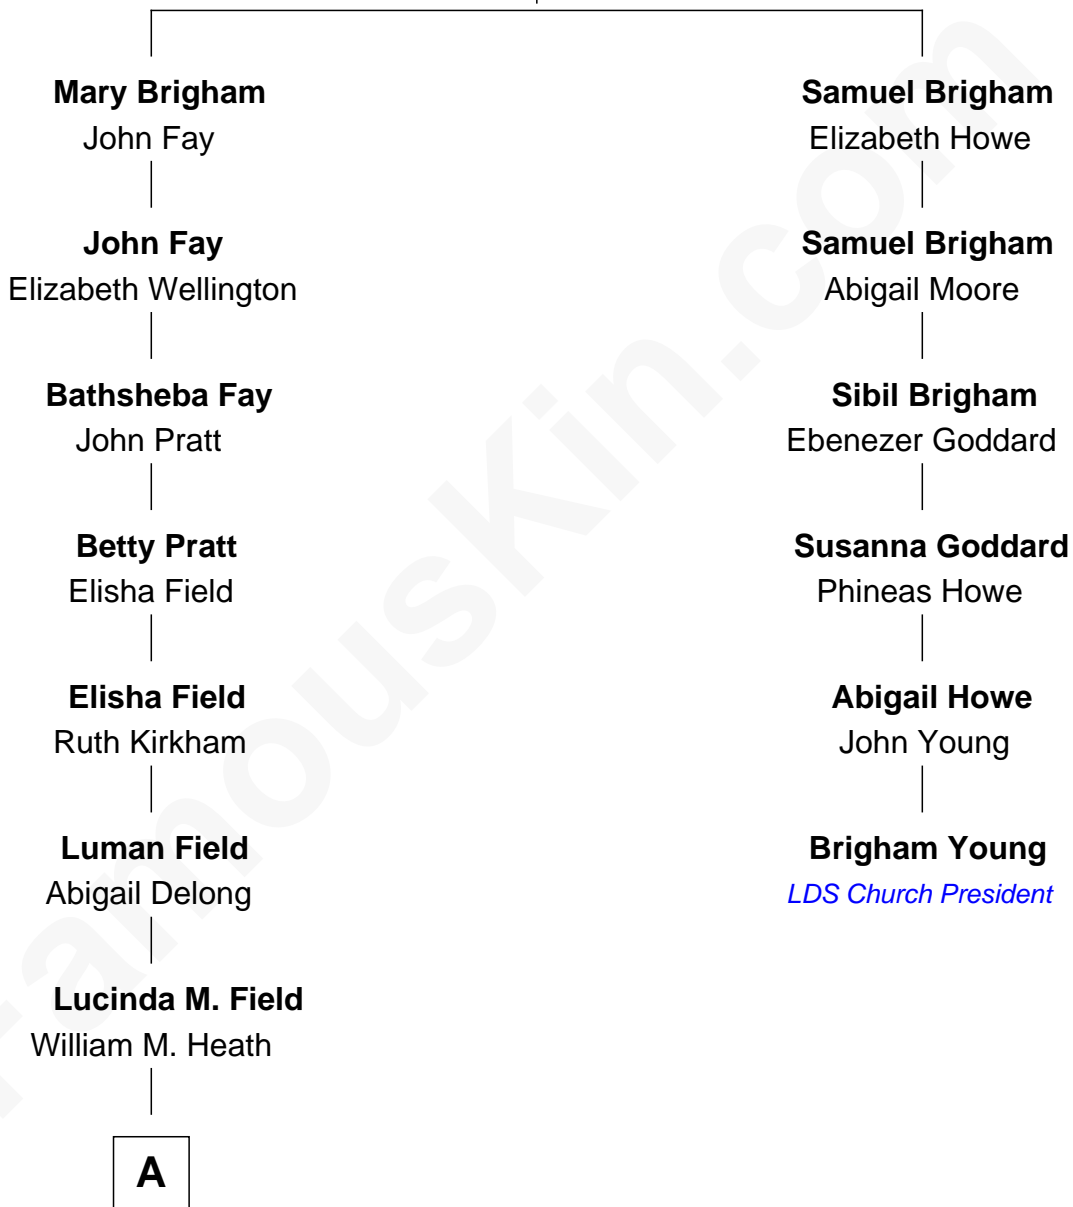 Mary Brigham
John Fay
John Fay
Elizabeth Wellington
Bathsheba Fay
John Pratt
Betty Pratt
Elisha Field
Elisha Field
Ruth Kirkham
Luman Field
Abigail Delong
Lucinda M. Field
William M. Heath
A
Samuel Brigham
Elizabeth Howe
Samuel Brigham
Abigail Moore
Sibil Brigham
Ebenezer Goddard
Susanna Goddard
Phineas Howe
Abigail Howe
John Young
Brigham Young
LDS Church President
FamousKin.com